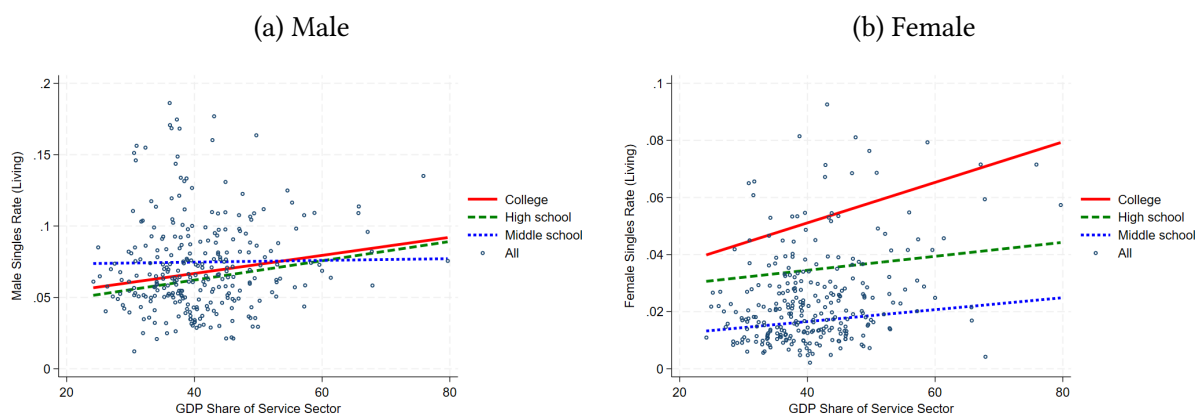 (a) Male
.2
.15
.1
.05
0
20
40
60
80
Male Singles Rate (Living)
GDP Share of Service Sector
College
High school
Middle school
All
(b) Female
.1
.08
.06
.04
.02
0
20
40
60
80
Female Singles Rate (Living)
GDP Share of Service Sector
College
High school
Middle school
All